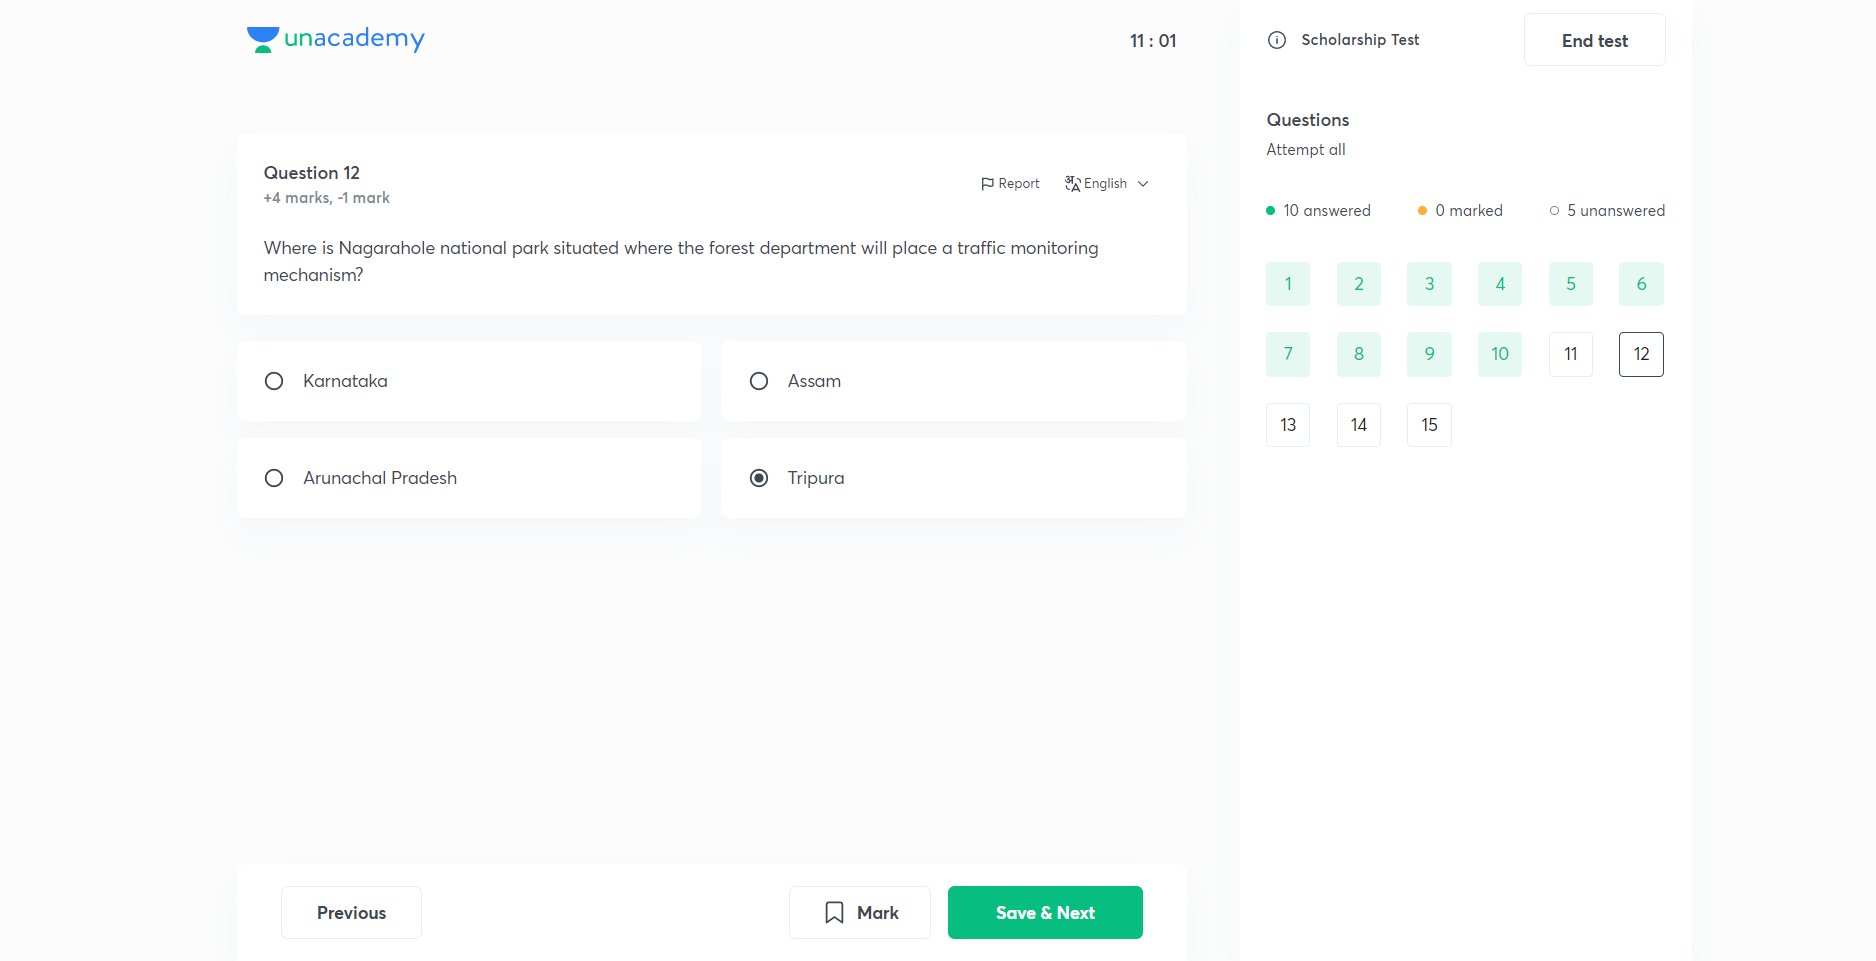 unacademy
11 : 01
Scholarship Test
End test
Question 12
+4 marks, -1 mark
Report
English
Where is Nagarahole national park situated where the forest department will place a traffic monitoring
mechanism?
Karnataka
Assam
Arunachal Pradesh
Tripura
Previous
Mark
Save & Next
Questions
Attempt all
10 answered
0 marked
5 unanswered
1 2 3 4 5 6
7 8 9 10 11 12
13 14 15